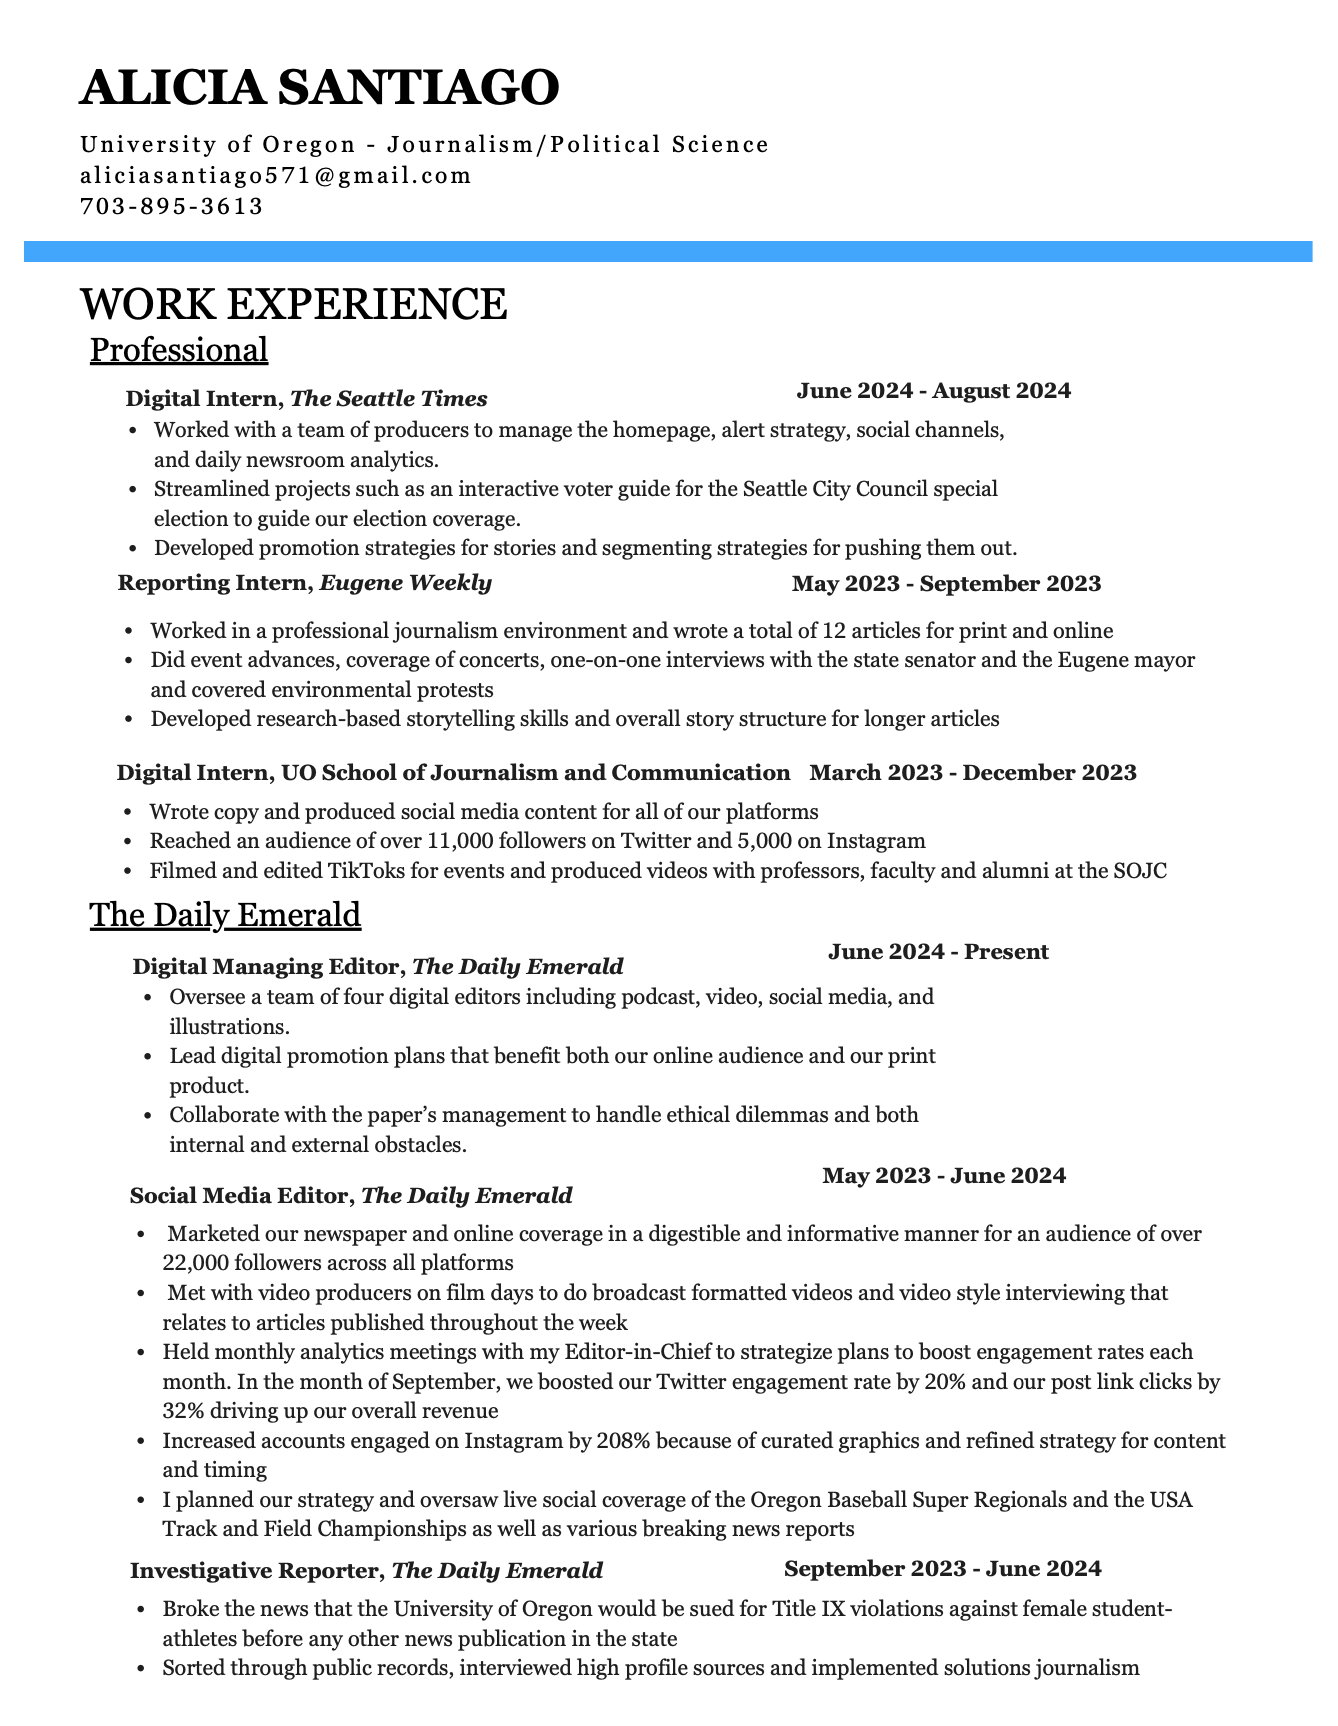 ALICIA SANTIAGO
University of Oregon - Journalism/Political Science
aliciasantiago571@gmail.com
703-895-3613
WORK EXPERIENCE
Professional
Digital Intern, The Seattle Times June 2024 - August 2024
• Worked with a team of producers to manage the homepage, alert strategy, social channels,
and daily newsroom analytics.
• Streamlined projects such as an interactive voter guide for the Seattle City Council special
election to guide our election coverage.
• Developed promotion strategies for stories and segmenting strategies for pushing them out.
Reporting Intern, Eugene Weekly May 2023 - September 2023
• Worked in a professional journalism environment and wrote a total of 12 articles for print and online
• Did event advances, coverage of concerts, one-on-one interviews with the state senator and the Eugene mayor
and covered environmental protests
• Developed research-based storytelling skills and overall story structure for longer articles
Digital Intern, UO School of Journalism and Communication March 2023 - December 2023
• Wrote copy and produced social media content for all of our platforms
• Reached an audience of over 11,000 followers on Twitter and 5,000 on Instagram
• Filmed and edited TikToks for events and produced videos with professors, faculty and alumni at the SOJC
The Daily Emerald
Digital Managing Editor, The Daily Emerald June 2024 - Present
• Oversee a team of four digital editors including podcast, video, social media, and
illustrations.
• Lead digital promotion plans that benefit both our online audience and our print
product.
• Collaborate with the paper’s management to handle ethical dilemmas and both
internal and external obstacles.
Social Media Editor, The Daily Emerald May 2023 - June 2024
• Marketed our newspaper and online coverage in a digestible and informative manner for an audience of over
22,000 followers across all platforms
• Met with video producers on film days to do broadcast formatted videos and video style interviewing that
relates to articles published throughout the week
• Held monthly analytics meetings with my Editor-in-Chief to strategize plans to boost engagement rates each
month. In the month of September, we boosted our Twitter engagement rate by 20% and our post link clicks by
32% driving up our overall revenue
• Increased accounts engaged on Instagram by 208% because of curated graphics and refined strategy for content
and timing
• I planned our strategy and oversaw live social coverage of the Oregon Baseball Super Regionals and the USA
Track and Field Championships as well as various breaking news reports
Investigative Reporter, The Daily Emerald September 2023 - June 2024
• Broke the news that the University of Oregon would be sued for Title IX violations against female student-
athletes before any other news publication in the state
• Sorted through public records, interviewed high profile sources and implemented solutions journalism